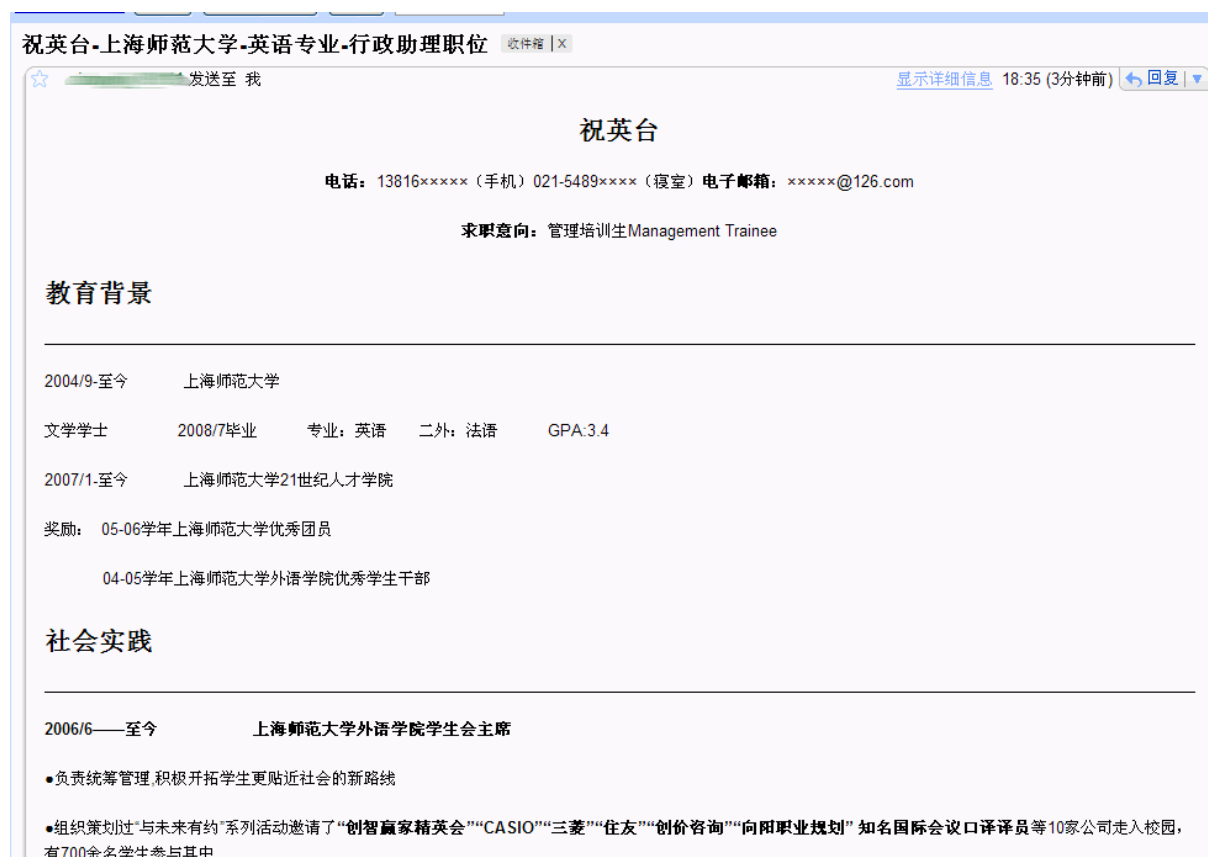 祝英台-上海师范大学-英语专业-行政助理职位 收件箱 | X
发送至 我 显示详细信息 18:35 (3分钟前) 回复
祝英台
电话：13816×××××（手机）021-5489××××（寝室）电子邮箱：×××××@126.com
求职意向：管理培训生Management Trainee
教育背景
2004/9-至今 上海师范大学
文学学士 2008/7毕业 专业：英语 二外：法语 GPA:3.4
2007/1-至今 上海师范大学21世纪人才学院
奖励： 05-06学年上海师范大学优秀团员
04-05学年上海师范大学外语学院优秀学生干部
社会实践
2006/6——至今 上海师范大学外语学院学生会主席
●负责统筹管理,积极开拓学生更贴近社会的新路线
●组织策划过“与未来有约”系列活动邀请了“创智赢家精英会”“CASIO”“三菱”“住友”“创价咨询”“向阳职业规划” 知名国际会议口译译员等10家公司走入校园，
有700余名学生参与其中